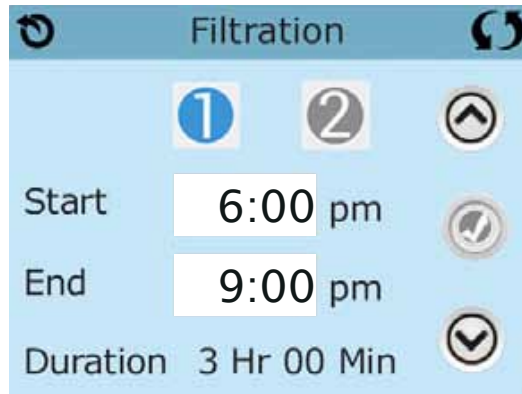 Filtration
1 2
Start 6:00 pm
End 9:00 pm
Duration 3 Hr 00 Min